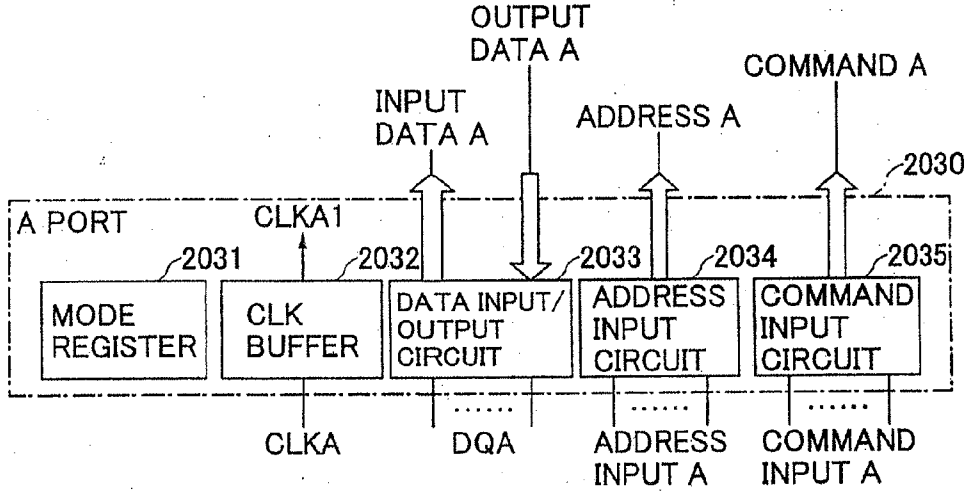 OUTPUT
DATA A
COMMAND A
INPUT
DATA A
ADDRESS A
2030
A PORT
CLKA1
2031
2032
2033
2034
2035
MODE
REGISTER
CLK
BUFFER
DATA INPUT/
OUTPUT
CIRCUIT
ADDRESS
INPUT
CIRCUIT
COMMAND
INPUT
CIRCUIT
......
......
......
CLKA
DQA
ADDRESS
INPUT A
COMMAND
INPUT A